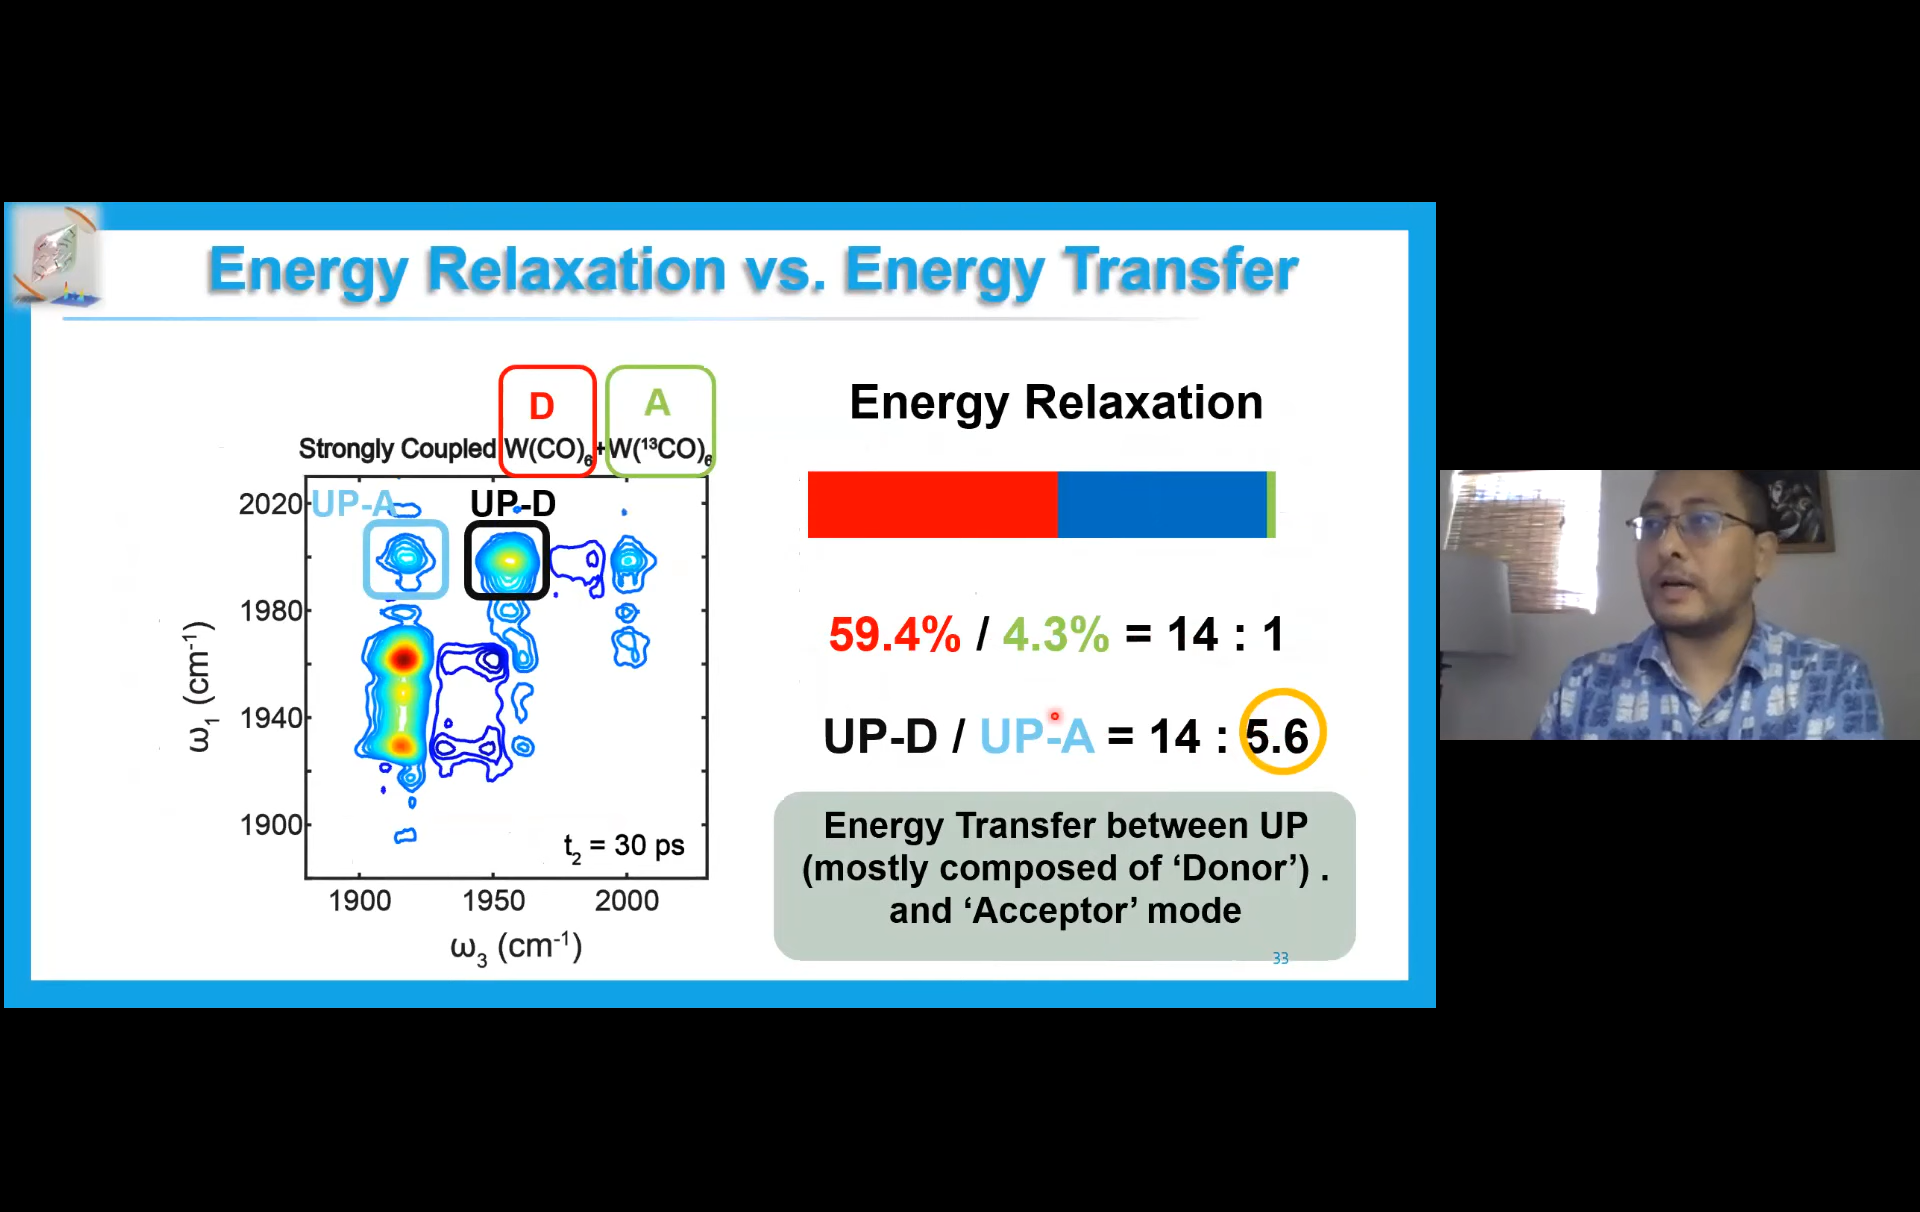 Energy Relaxation vs. Energy Transfer
D
A
Strongly Coupled W(CO)₆+W(¹³CO)₆
UP-A
UP-D
2020
1980
1940
1900
ω₁ (cm⁻¹)
t₂ = 30 ps
1900 1950 2000
ω₃ (cm⁻¹)
Energy Relaxation
59.4% / 4.3% = 14 : 1
UP-D / UP-A = 14 : 5.6
Energy Transfer between UP
(mostly composed of ‘Donor’) .
and ‘Acceptor’ mode
33